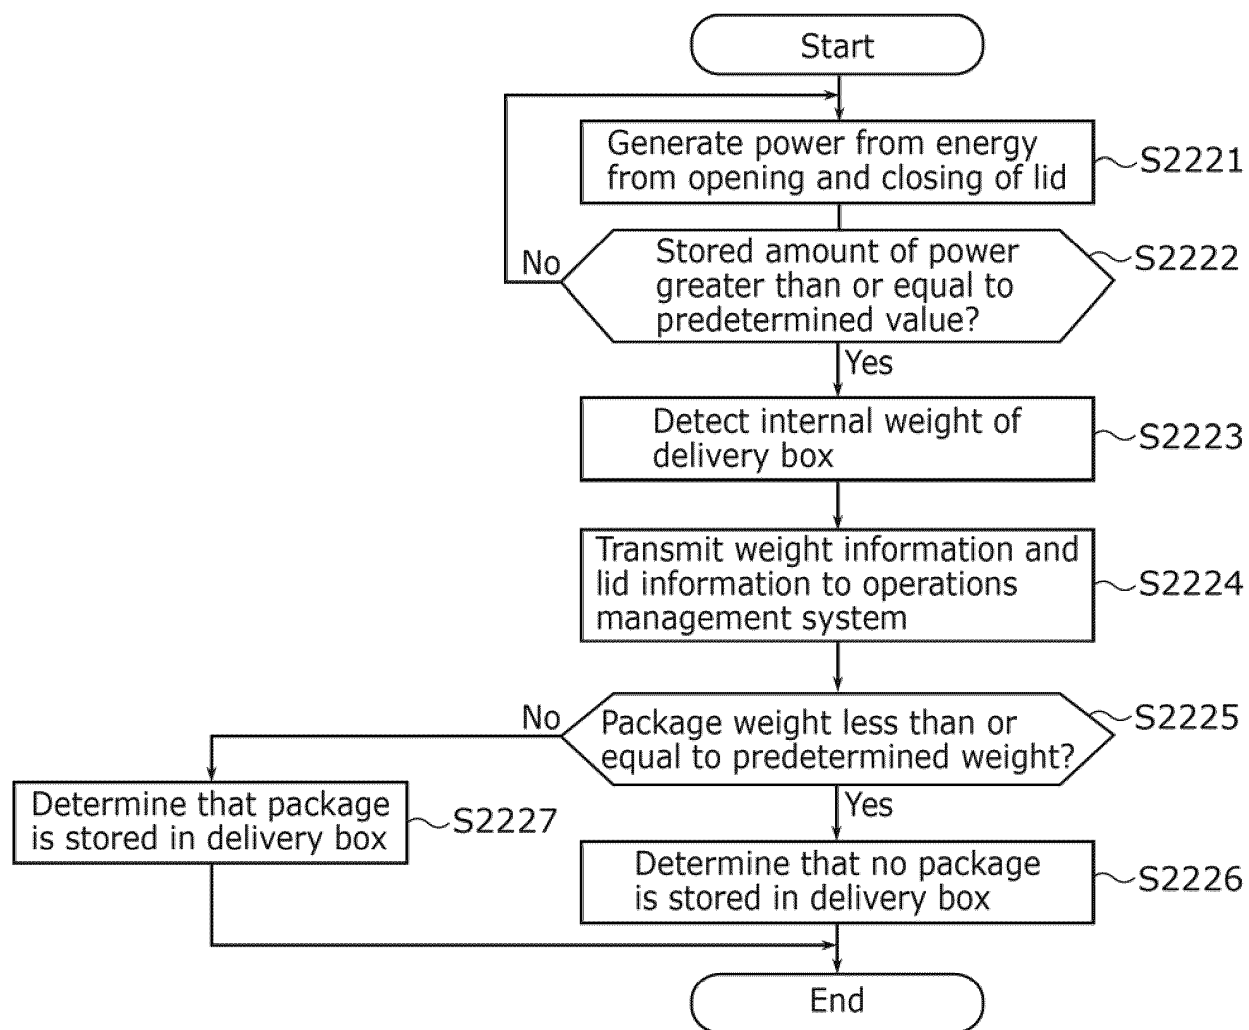 Start
Generate power from energy
from opening and closing of lid
S2221
Stored amount of power
greater than or equal to
predetermined value?
S2222
No
Yes
Detect internal weight of
delivery box
S2223
Transmit weight information and
lid information to operations
management system
S2224
Package weight less than or
equal to predetermined weight?
S2225
No
Yes
Determine that package
is stored in delivery box
S2227
Determine that no package
is stored in delivery box
S2226
End